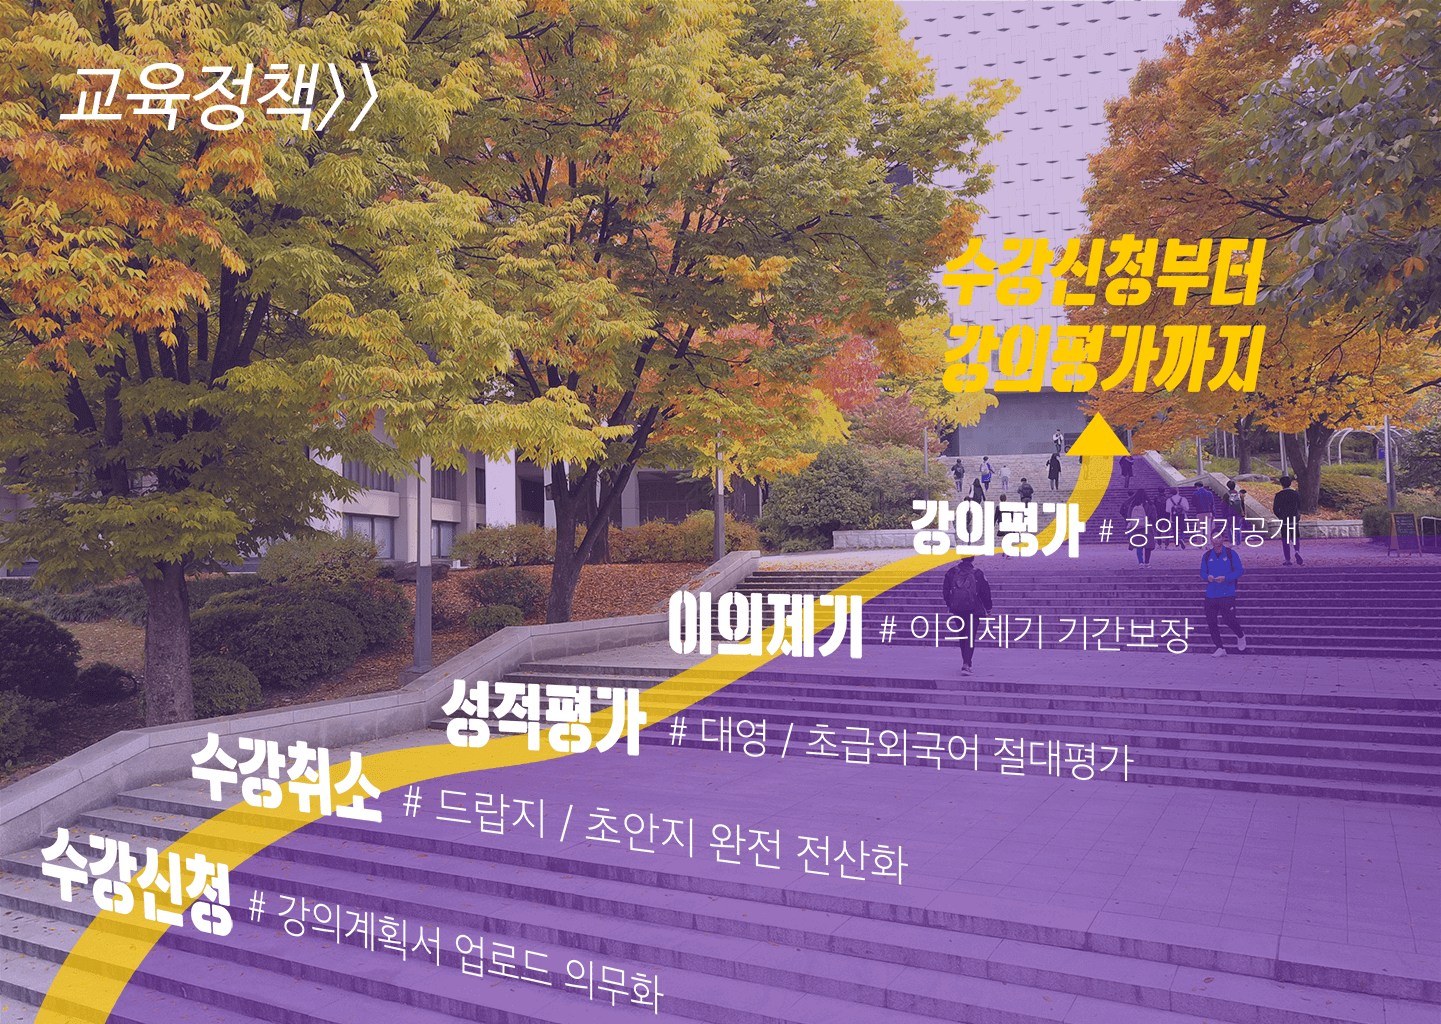 교육정책>>
수강신청부터
강의평가까지
강의평가 # 강의평가공개
이의제기 # 이의제기 기간보장
성적평가 # 대영 / 초급외국어 절대평가
수강취소 # 드랍지 / 초안지 완전 전산화
수강신청 # 강의계획서 업로드 의무화